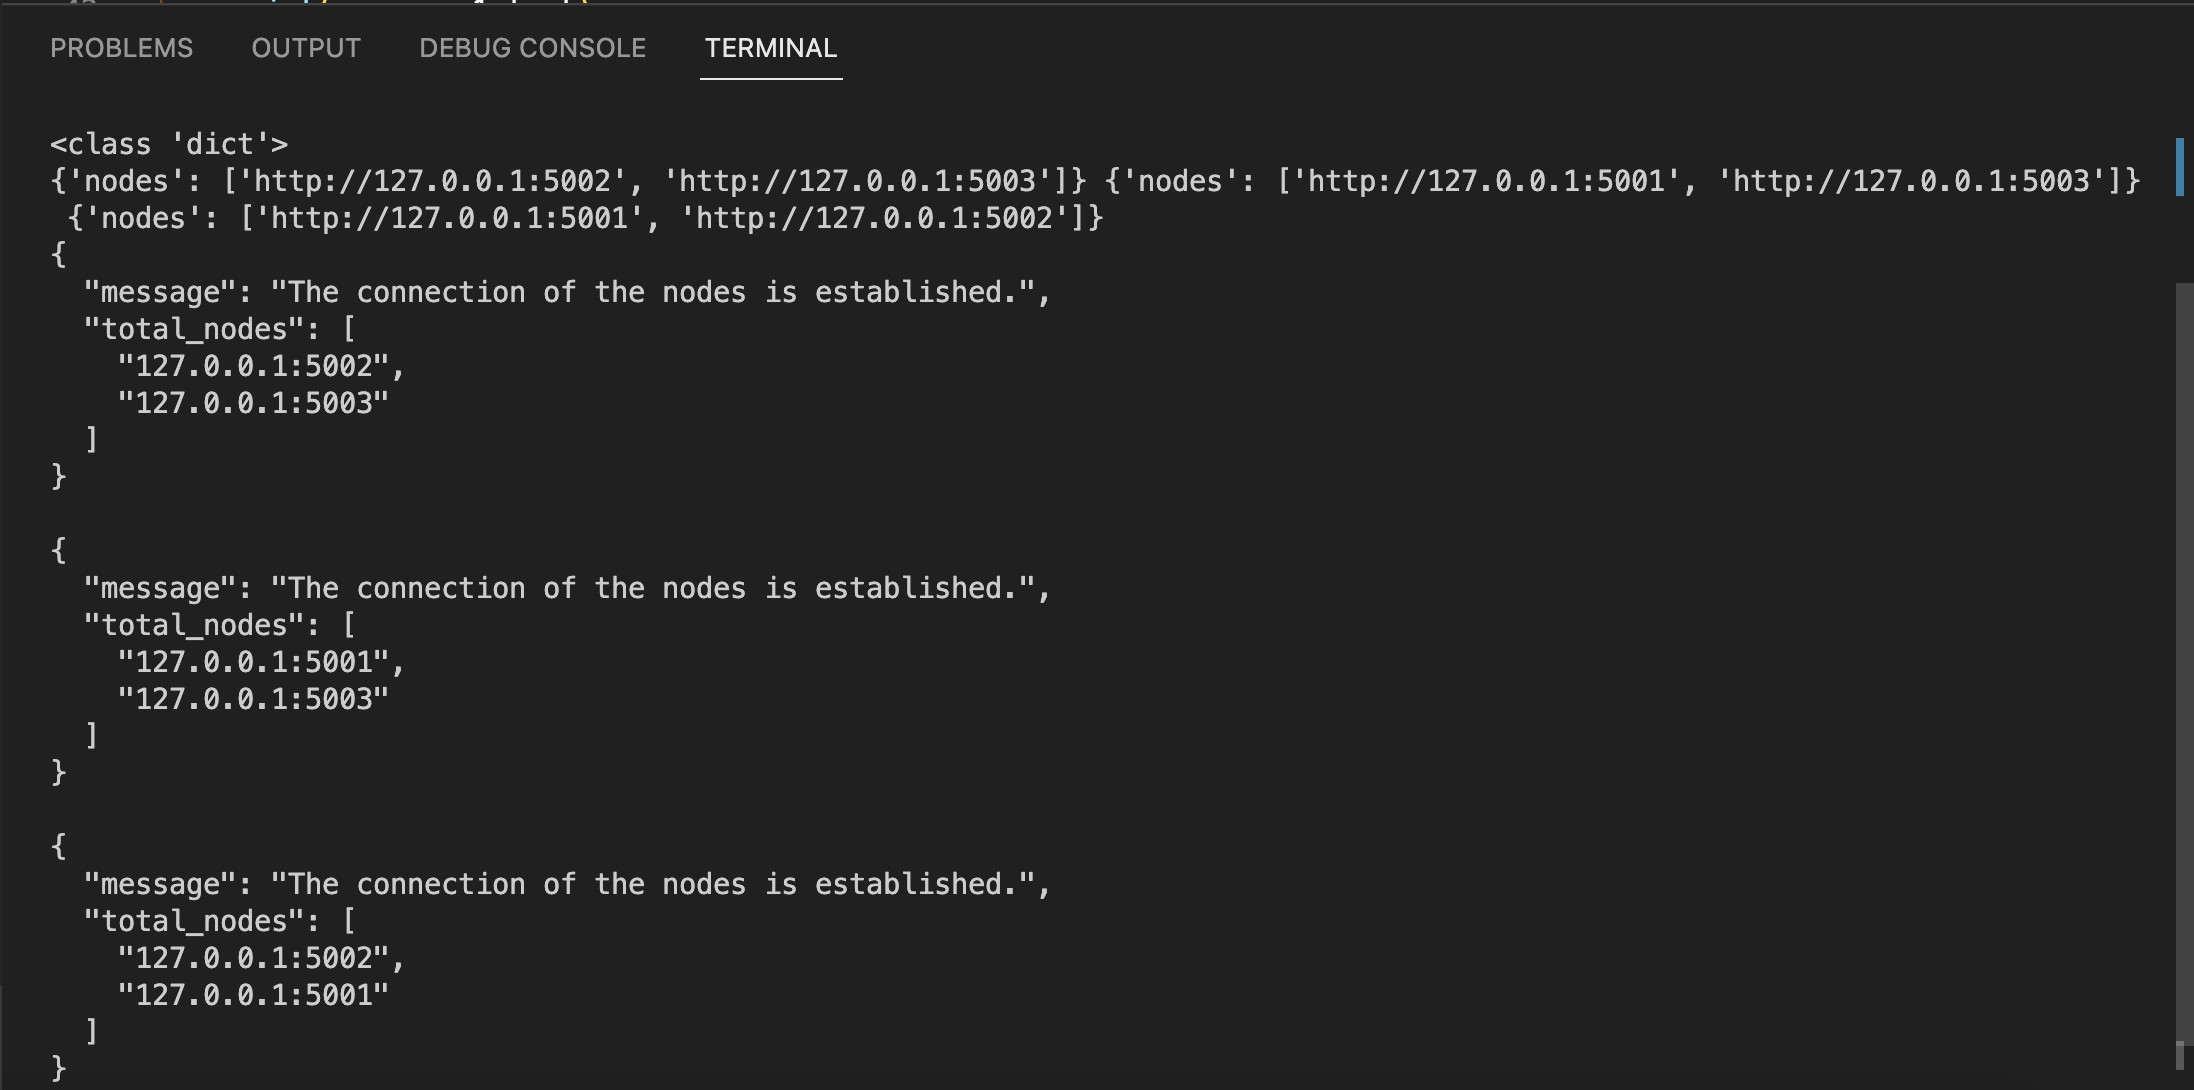 PROBLEMS OUTPUT DEBUG CONSOLE TERMINAL
<class 'dict'>
{'nodes': ['http://127.0.0.1:5002', 'http://127.0.0.1:5003']} {'nodes': ['http://127.0.0.1:5001', 'http://127.0.0.1:5003']}
 {'nodes': ['http://127.0.0.1:5001', 'http://127.0.0.1:5002']}
{
  "message": "The connection of the nodes is established.",
  "total_nodes": [
    "127.0.0.1:5002",
    "127.0.0.1:5003"
  ]
}
{
  "message": "The connection of the nodes is established.",
  "total_nodes": [
    "127.0.0.1:5001",
    "127.0.0.1:5003"
  ]
}
{
  "message": "The connection of the nodes is established.",
  "total_nodes": [
    "127.0.0.1:5002",
    "127.0.0.1:5001"
  ]
}